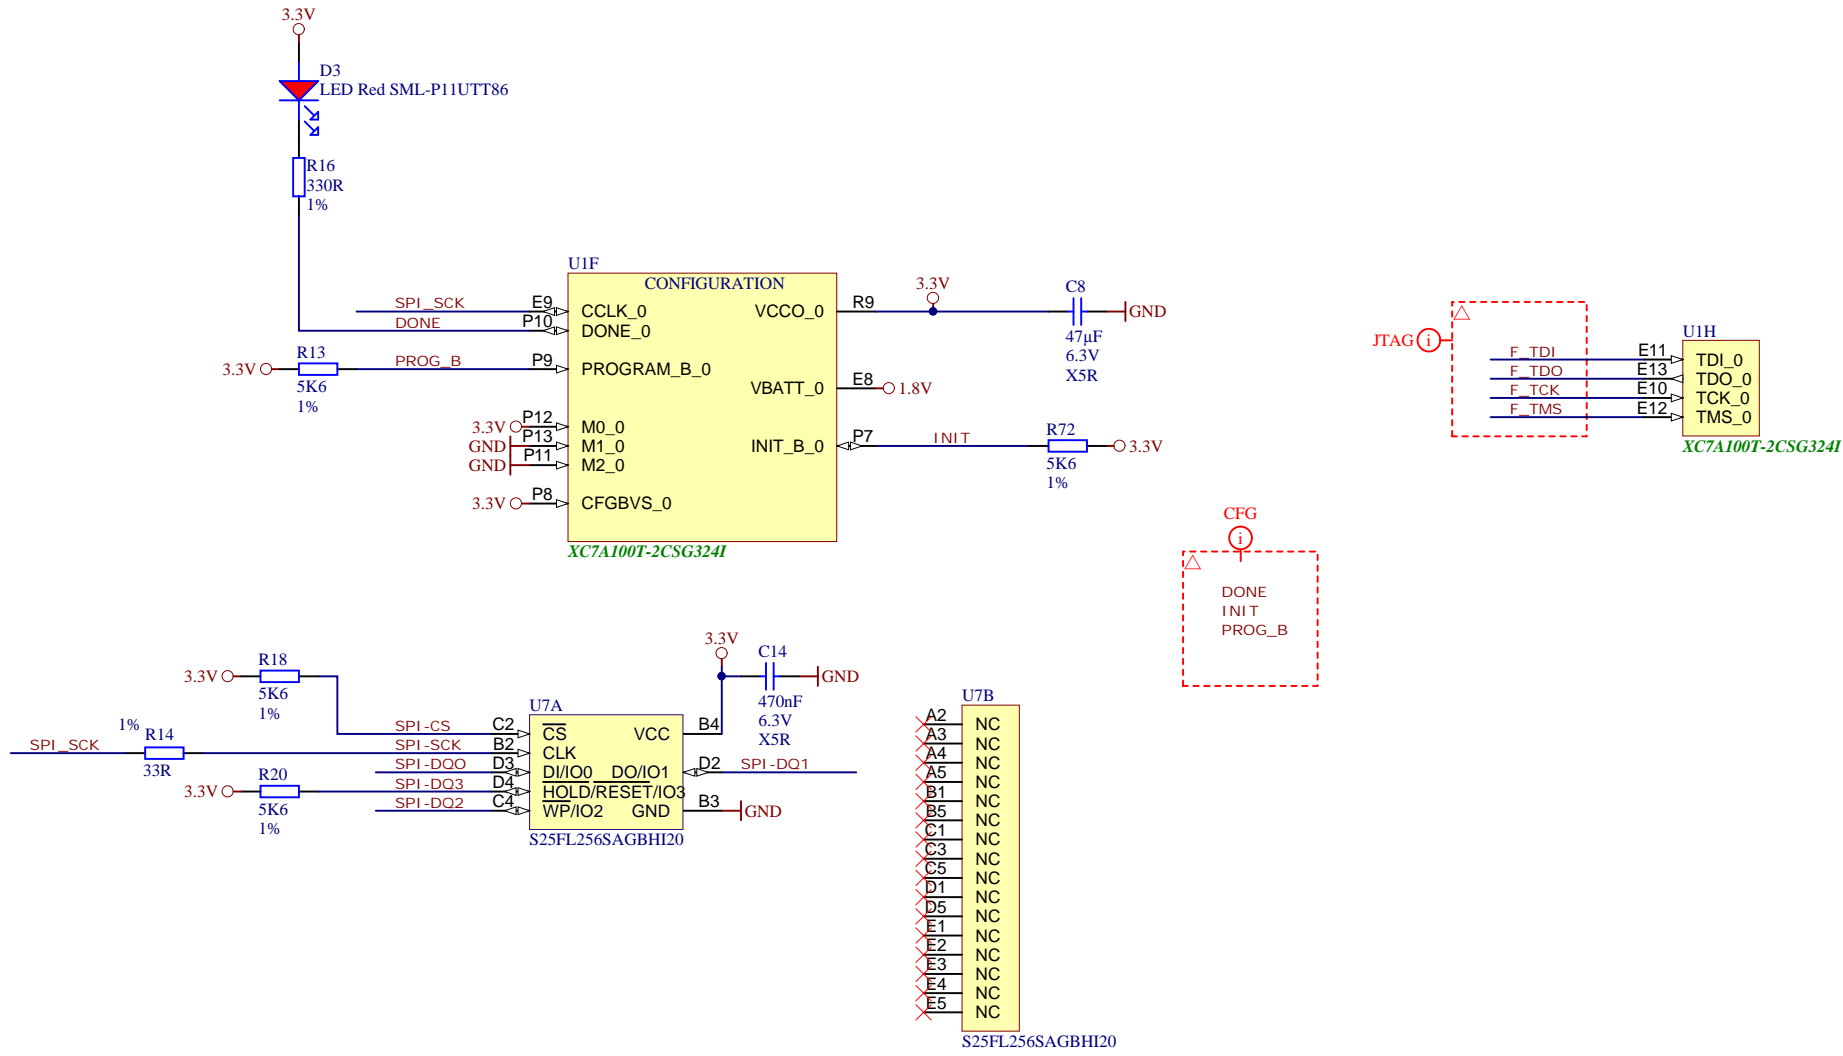 3.3V
D3
LED Red SML-P11UTT86
R16
330R
1%
U1F
CONFIGURATION
SPI_SCK
E9
CCLK_0
DONE
P10
DONE_0
R13
3.3V
5K6
1%
PROG_B
P9
PROGRAM_B_0
3.3V
P12
M0_0
GND
P13
M1_0
GND
P11
M2_0
3.3V
P8
CFGBVS_0
VCCO_0
R9
3.3V
C8
GND
47µF
6.3V
X5R
VBATT_0
E8
1.8V
INIT_B_0
P7
INIT
R72
3.3V
5K6
1%
XC7A100T-2CSG324I
JTAG
i
U1H
F_TDI
E11
TDI_0
F_TDO
E13
TDO_0
F_TCK
E10
TCK_0
F_TMS
E12
TMS_0
XC7A100T-2CSG324I
CFG
i
DONE
INIT
PROG_B
R18
3.3V
5K6
1%
1%
SPI_SCK
R14
33R
R20
3.3V
5K6
1%
3.3V
C14
GND
470nF
6.3V
X5R
U7A
SPI-CS
C2
CS
VCC
B4
SPI-SCK
B2
CLK
SPI-DQ0
D3
DI/IO0
DO/IO1
D2
SPI-DQ1
SPI-DQ3
D4
HOLD/RESET/IO3
SPI-DQ2
C4
WP/IO2
GND
B3
GND
S25FL256SAGBHI20
U7B
A2 NC
A3 NC
A4 NC
A5 NC
B1 NC
B5 NC
C1 NC
C3 NC
C5 NC
D1 NC
D5 NC
E1 NC
E2 NC
E3 NC
E4 NC
E5 NC
S25FL256SAGBHI20